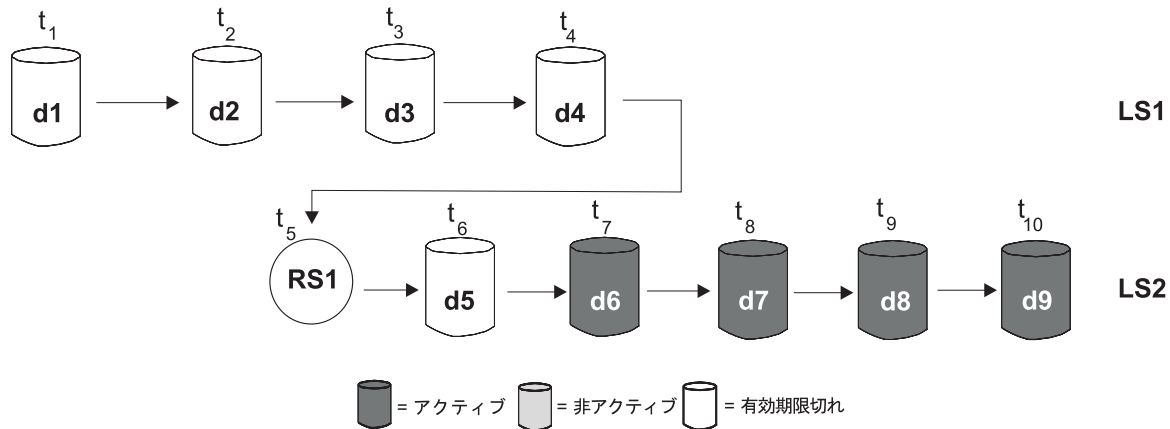 t1 t2 t3 t4
d1 d2 d3 d4 LS1
t5 t6 t7 t8 t9 t10
RS1 d5 d6 d7 d8 d9 LS2
= アクティブ = 非アクティブ = 有効期限切れ